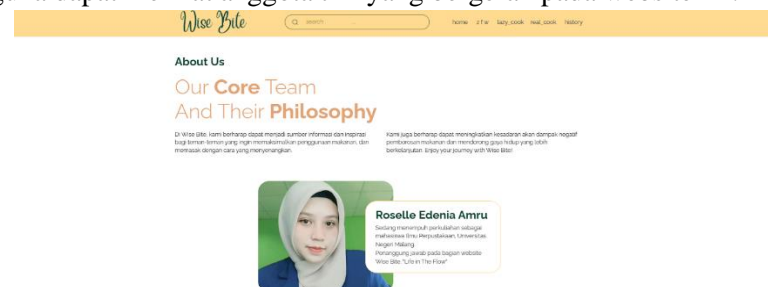 Wise Bite
search
home z f w lazy_cook real_cook history
About Us
Our Core Team
And Their Philosophy
Di Wise Bite, kami berharap dapat menjadi sumber informasi dan inspirasi
bagi teman-teman yang ingin memaksimalkan penggunaan makanan, dan
memasak dengan cara yang menyenangkan.
Kami juga berharap dapat meningkatkan kesadaran akan dampak negatif
pemborosan makanan dan mendorong gaya hidup yang lebih
berkelanjutan. Enjoy your journey with Wise Bite!
Roselle Edenia Amru
Sedang menempuh perkuliahan sebagai
mahasiswa Ilmu Perpustakaan, Universitas
Negeri Malang.
Penanggung jawab pada bagian website
Wise Bite: "Life in The Flow"